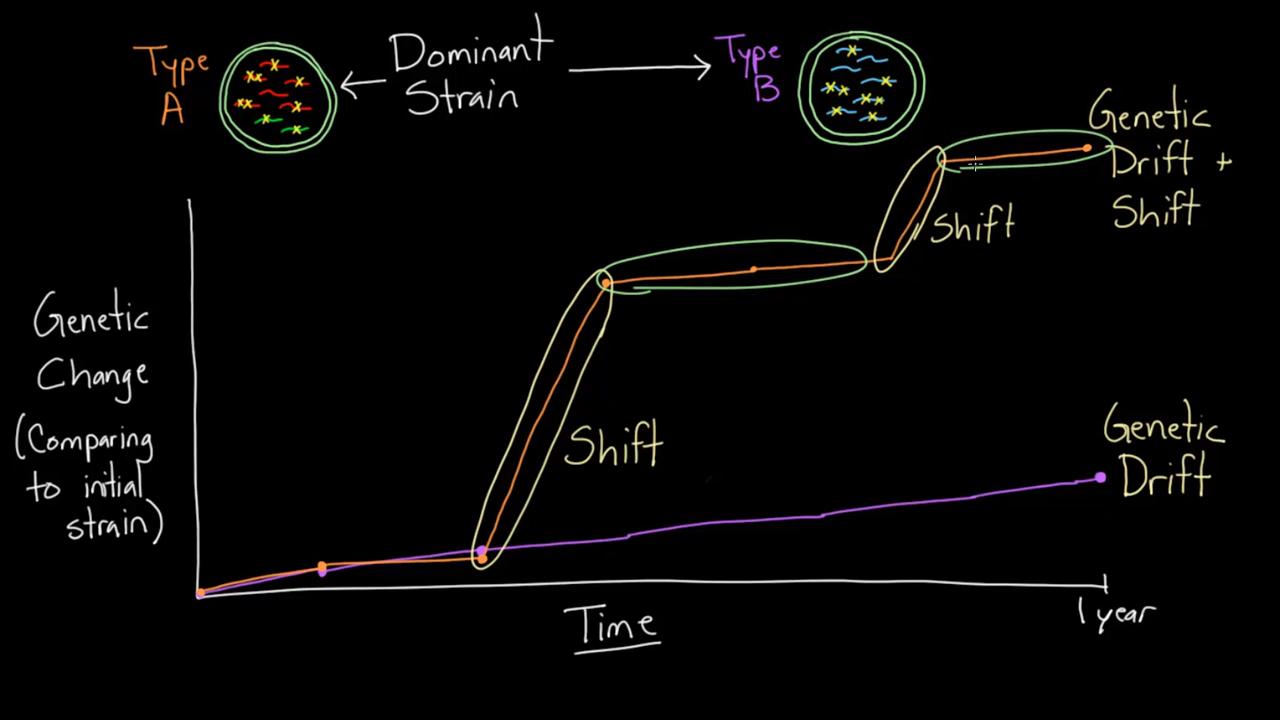 Type
A
Dominant
Strain
Type
B
Genetic
Drift +
Shift
Shift
Genetic
Change
(Comparing
to initial
strain)
Shift
Genetic
Drift
Time
1 year